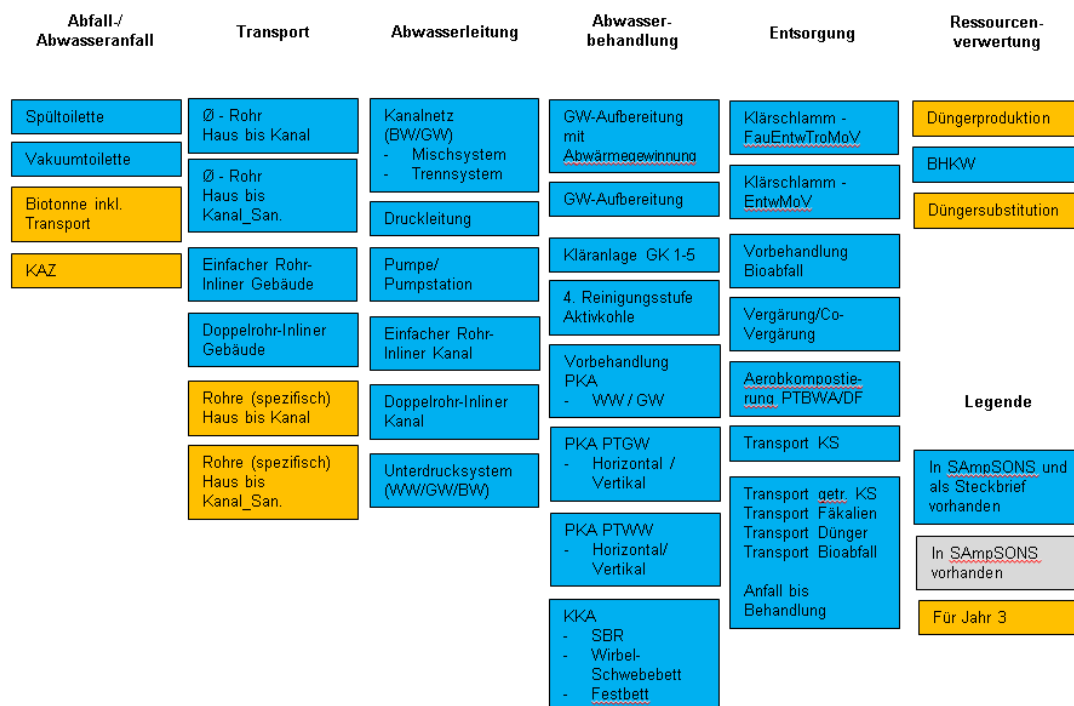 Abfall-/
Abwasseranfall
Transport
Abwasserleitung
Abwasser-
behandlung
Entsorgung
Ressourcen-
verwertung
Spültoilette
Vakuumtoilette
Biotonne inkl.
Transport
KAZ
Ø - Rohr
Haus bis Kanal
Ø - Rohr
Haus bis
Kanal_San.
Einfacher Rohr-
Inliner Gebäude
Doppelrohr-Inliner
Gebäude
Rohre (spezifisch)
Haus bis Kanal
Rohre (spezifisch)
Haus bis
Kanal_San.
Kanalnetz
(BW/GW)
- Mischsystem
- Trennsystem
Druckleitung
Pumpe/
Pumpstation
Einfacher Rohr-
Inliner Kanal
Doppelrohr-Inliner
Kanal
Unterdrucksystem
(WW/GW/BW)
GW-Aufbereitung
mit
Abwärmegewinnung
GW-Aufbereitung
Kläranlage GK 1-5
4. Reinigungsstufe
Aktivkohle
Vorbehandlung
PKA
- WW / GW
PKA PTGW
- Horizontal /
Vertikal
PKA PTWW
- Horizontal/
Vertikal
KKA
- SBR
- Wirbel-
Schwebebett
- Festbett
Klärschlamm -
FauEntwTroMoV
Klärschlamm -
EntwMoV
Vorbehandlung
Bioabfall
Vergärung/Co-
Vergärung
Aerobkompostie-
rung PTBWA/DF
Transport KS
Transport getr. KS
Transport Fäkalien
Transport Dünger
Transport Bioabfall
Anfall bis
Behandlung
Düngerproduktion
BHKW
Düngersubstitution
Legende
In SAmpSONS und
als Steckbrief
vorhanden
In SAmpSONS
vorhanden
Für Jahr 3